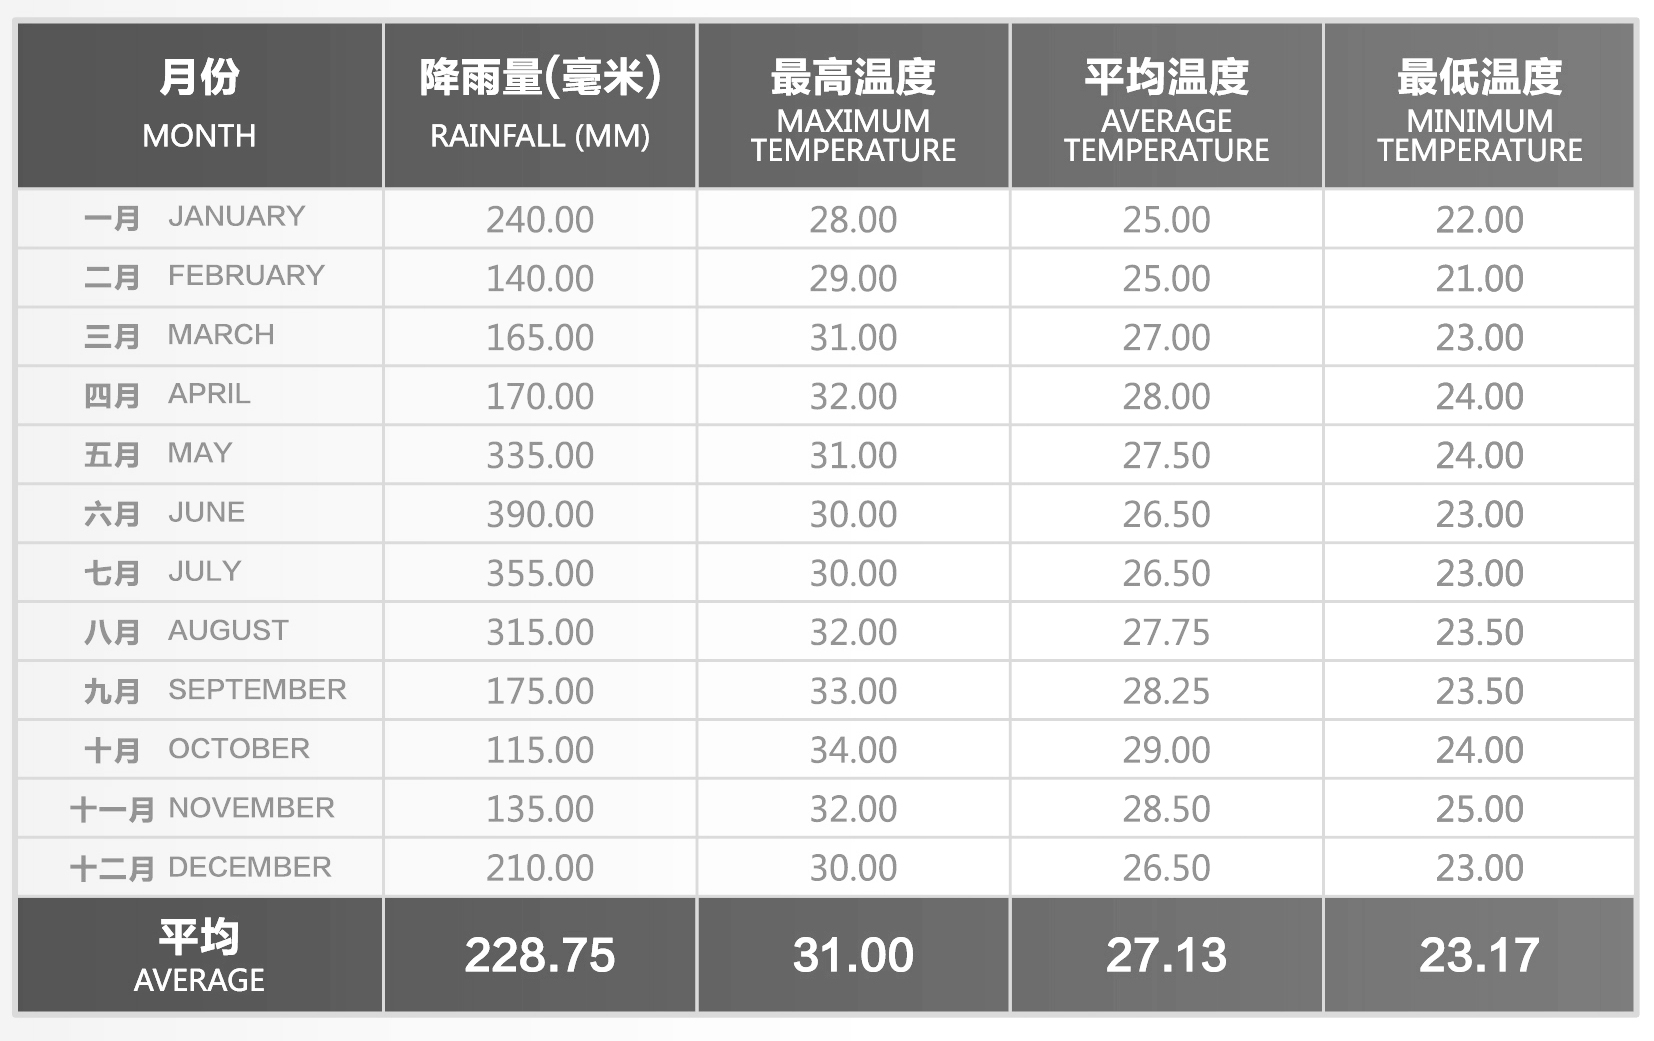 月份 降雨量(毫米) 最高温度 平均温度 最低温度
MONTH RAINFALL (MM) MAXIMUM TEMPERATURE AVERAGE TEMPERATURE MINIMUM TEMPERATURE
一月 JANUARY 240.00 28.00 25.00 22.00
二月 FEBRUARY 140.00 29.00 25.00 21.00
三月 MARCH 165.00 31.00 27.00 23.00
四月 APRIL 170.00 32.00 28.00 24.00
五月 MAY 335.00 31.00 27.50 24.00
六月 JUNE 390.00 30.00 26.50 23.00
七月 JULY 355.00 30.00 26.50 23.00
八月 AUGUST 315.00 32.00 27.75 23.50
九月 SEPTEMBER 175.00 33.00 28.25 23.50
十月 OCTOBER 115.00 34.00 29.00 24.00
十一月 NOVEMBER 135.00 32.00 28.50 25.00
十二月 DECEMBER 210.00 30.00 26.50 23.00
平均
AVERAGE 228.75 31.00 27.13 23.17